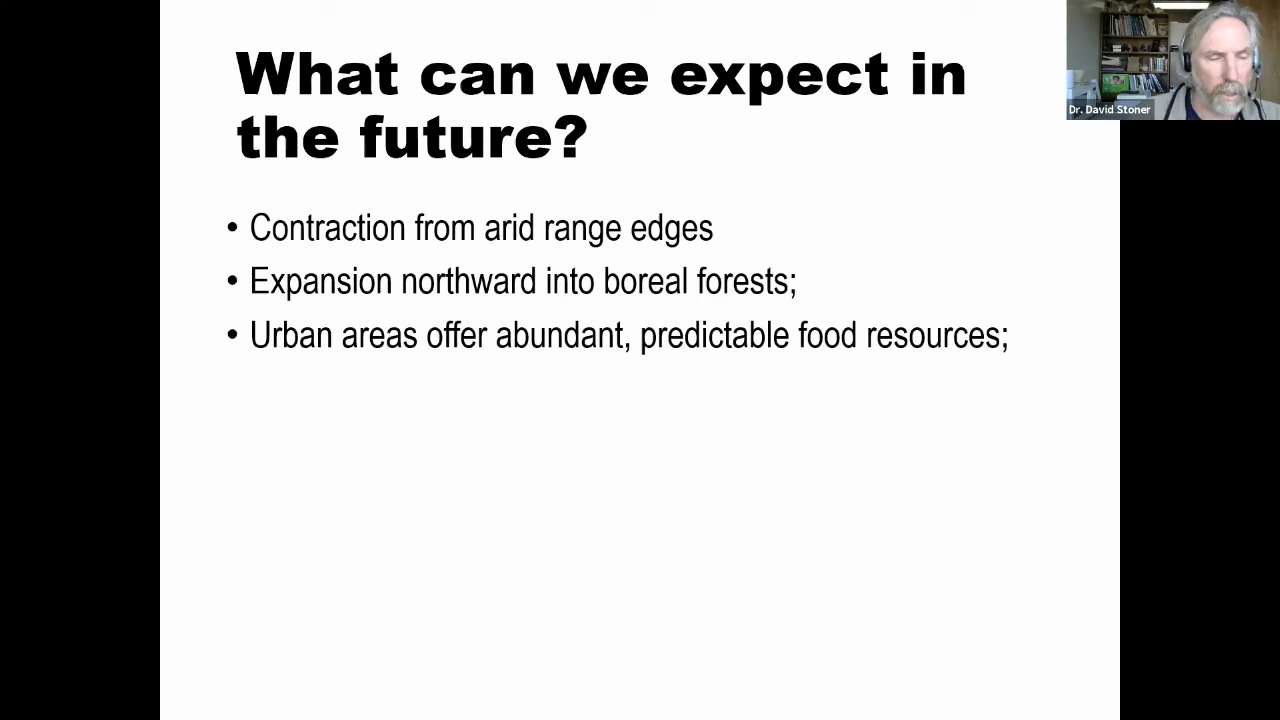 What can we expect in
the future?
• Contraction from arid range edges
• Expansion northward into boreal forests;
• Urban areas offer abundant, predictable food resources;
Dr. David Stoner